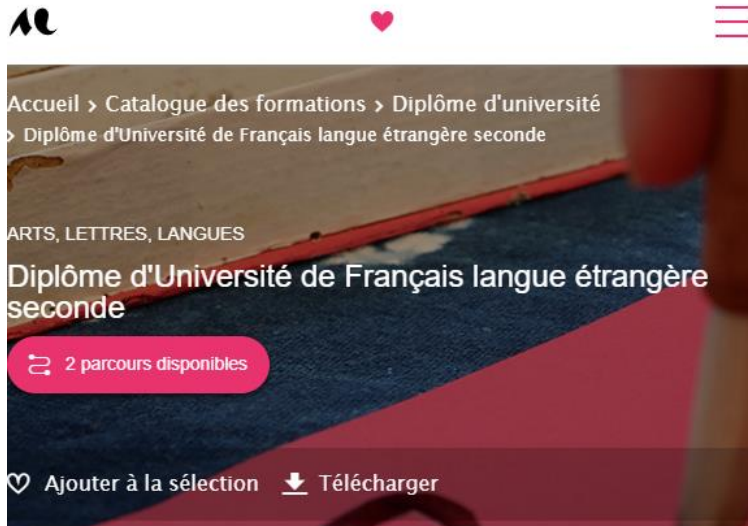 Accueil > Catalogue des formations > Diplôme d'université
> Diplôme d'Université de Français langue étrangère seconde
ARTS, LETTRES, LANGUES
Diplôme d'Université de Français langue étrangère
seconde
2 parcours disponibles
Ajouter à la sélection Télécharger